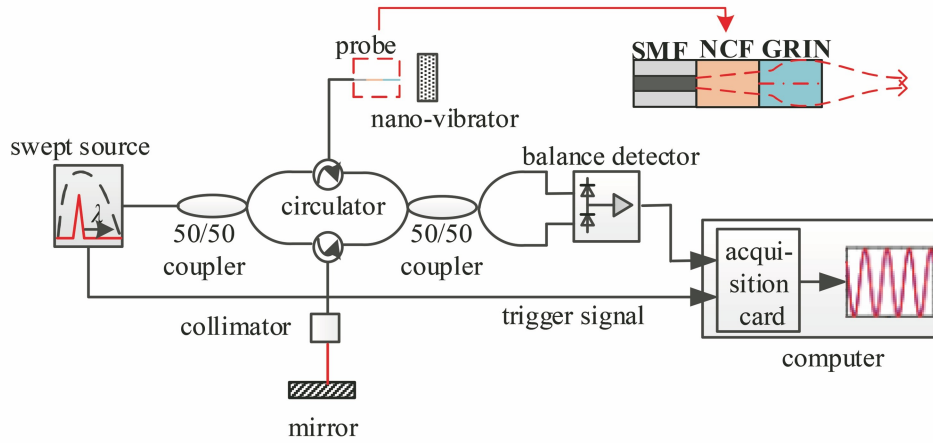 probe
SMF NCF GRIN
nano-vibrator
swept source
λ
balance detector
circulator
50/50
coupler
50/50
coupler
acqui-
sition
card
trigger signal
collimator
computer
mirror